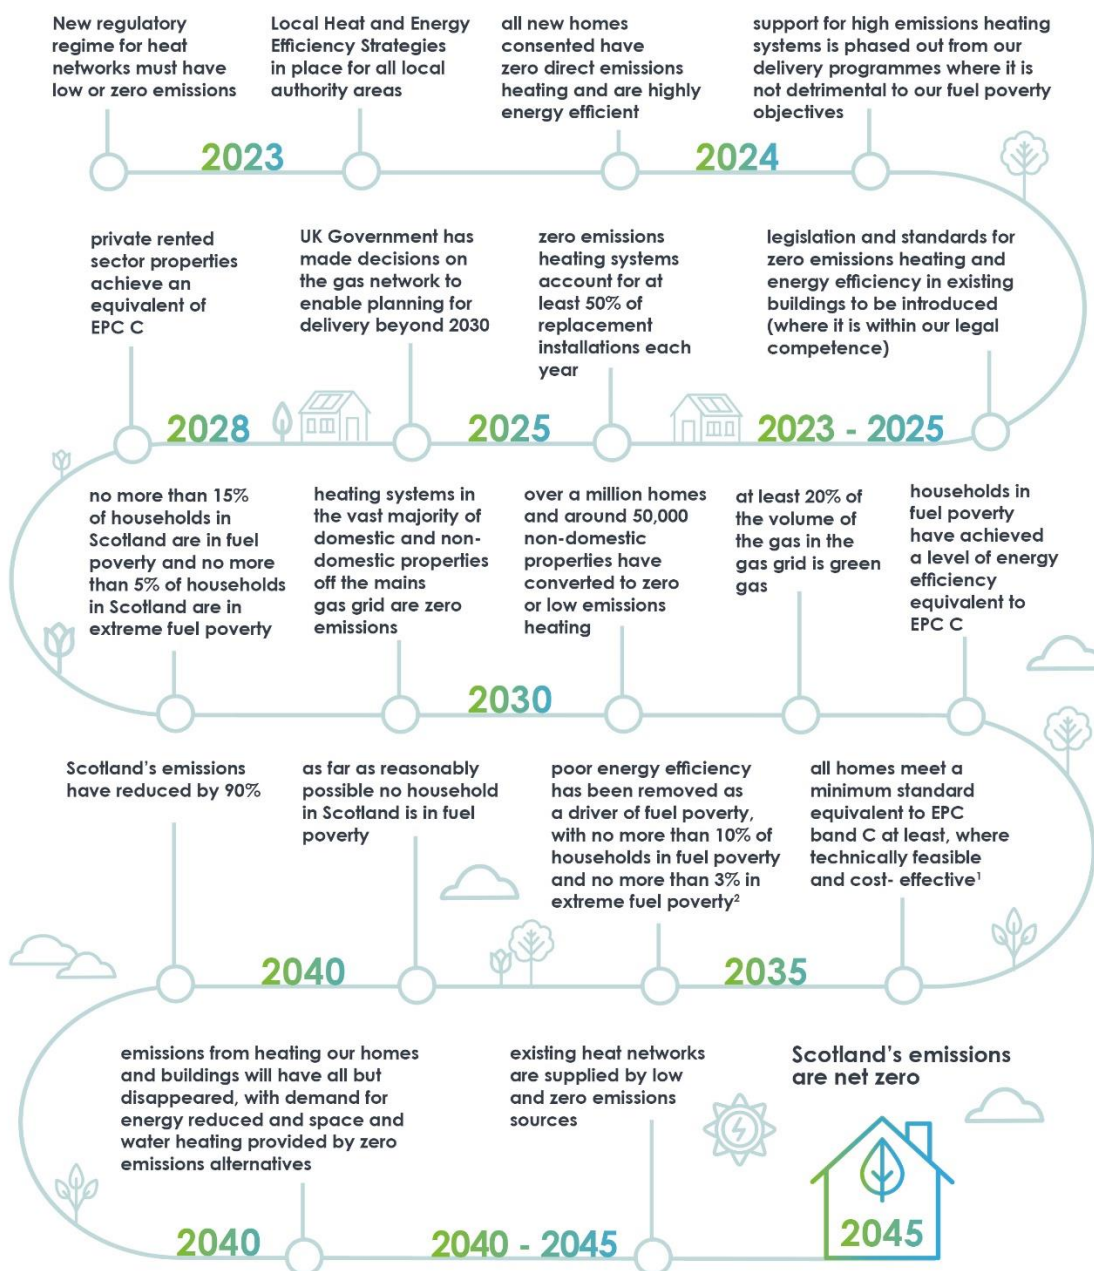 New regulatory
regime for heat
networks must have
low or zero emissions
Local Heat and Energy
Efficiency Strategies
in place for all local
authority areas
all new homes
consented have
zero direct emissions
heating and are highly
energy efficient
support for high emissions heating
systems is phased out from our
delivery programmes where it is
not detrimental to our fuel poverty
objectives
2023
2024
private rented
sector properties
achieve an
equivalent of
EPC C
UK Government has
made decisions on
the gas network to
enable planning for
delivery beyond 2030
zero emissions
heating systems
account for at
least 50% of
replacement
installations each
year
legislation and standards for
zero emissions heating and
energy efficiency in existing
buildings to be introduced
(where it is within our legal
competence)
2028
2025
2023 - 2025
no more than 15%
of households in
Scotland are in fuel
poverty and no more
than 5% of households
in Scotland are in
extreme fuel poverty
heating systems in
the vast majority of
domestic and non-
domestic properties
off the mains
gas grid are zero
emissions
over a million homes
and around 50,000
non-domestic
properties have
converted to zero
or low emissions
heating
at least 20% of
the volume of
the gas in the
gas grid is green
gas
households in
fuel poverty
have achieved
a level of energy
efficiency
equivalent to
EPC C
2030
Scotland’s emissions
have reduced by 90%
as far as reasonably
possible no household
in Scotland is in fuel
poverty
poor energy efficiency
has been removed as
a driver of fuel poverty,
with no more than 10% of
households in fuel poverty
and no more than 3% in
extreme fuel poverty²
all homes meet a
minimum standard
equivalent to EPC
band C at least, where
technically feasible
and cost- effective¹
2040
2035
emissions from heating our homes
and buildings will have all but
disappeared, with demand for
energy reduced and space and
water heating provided by zero
emissions alternatives
existing heat networks
are supplied by low
and zero emissions
sources
Scotland’s emissions
are net zero
2040
2040 - 2045
2045